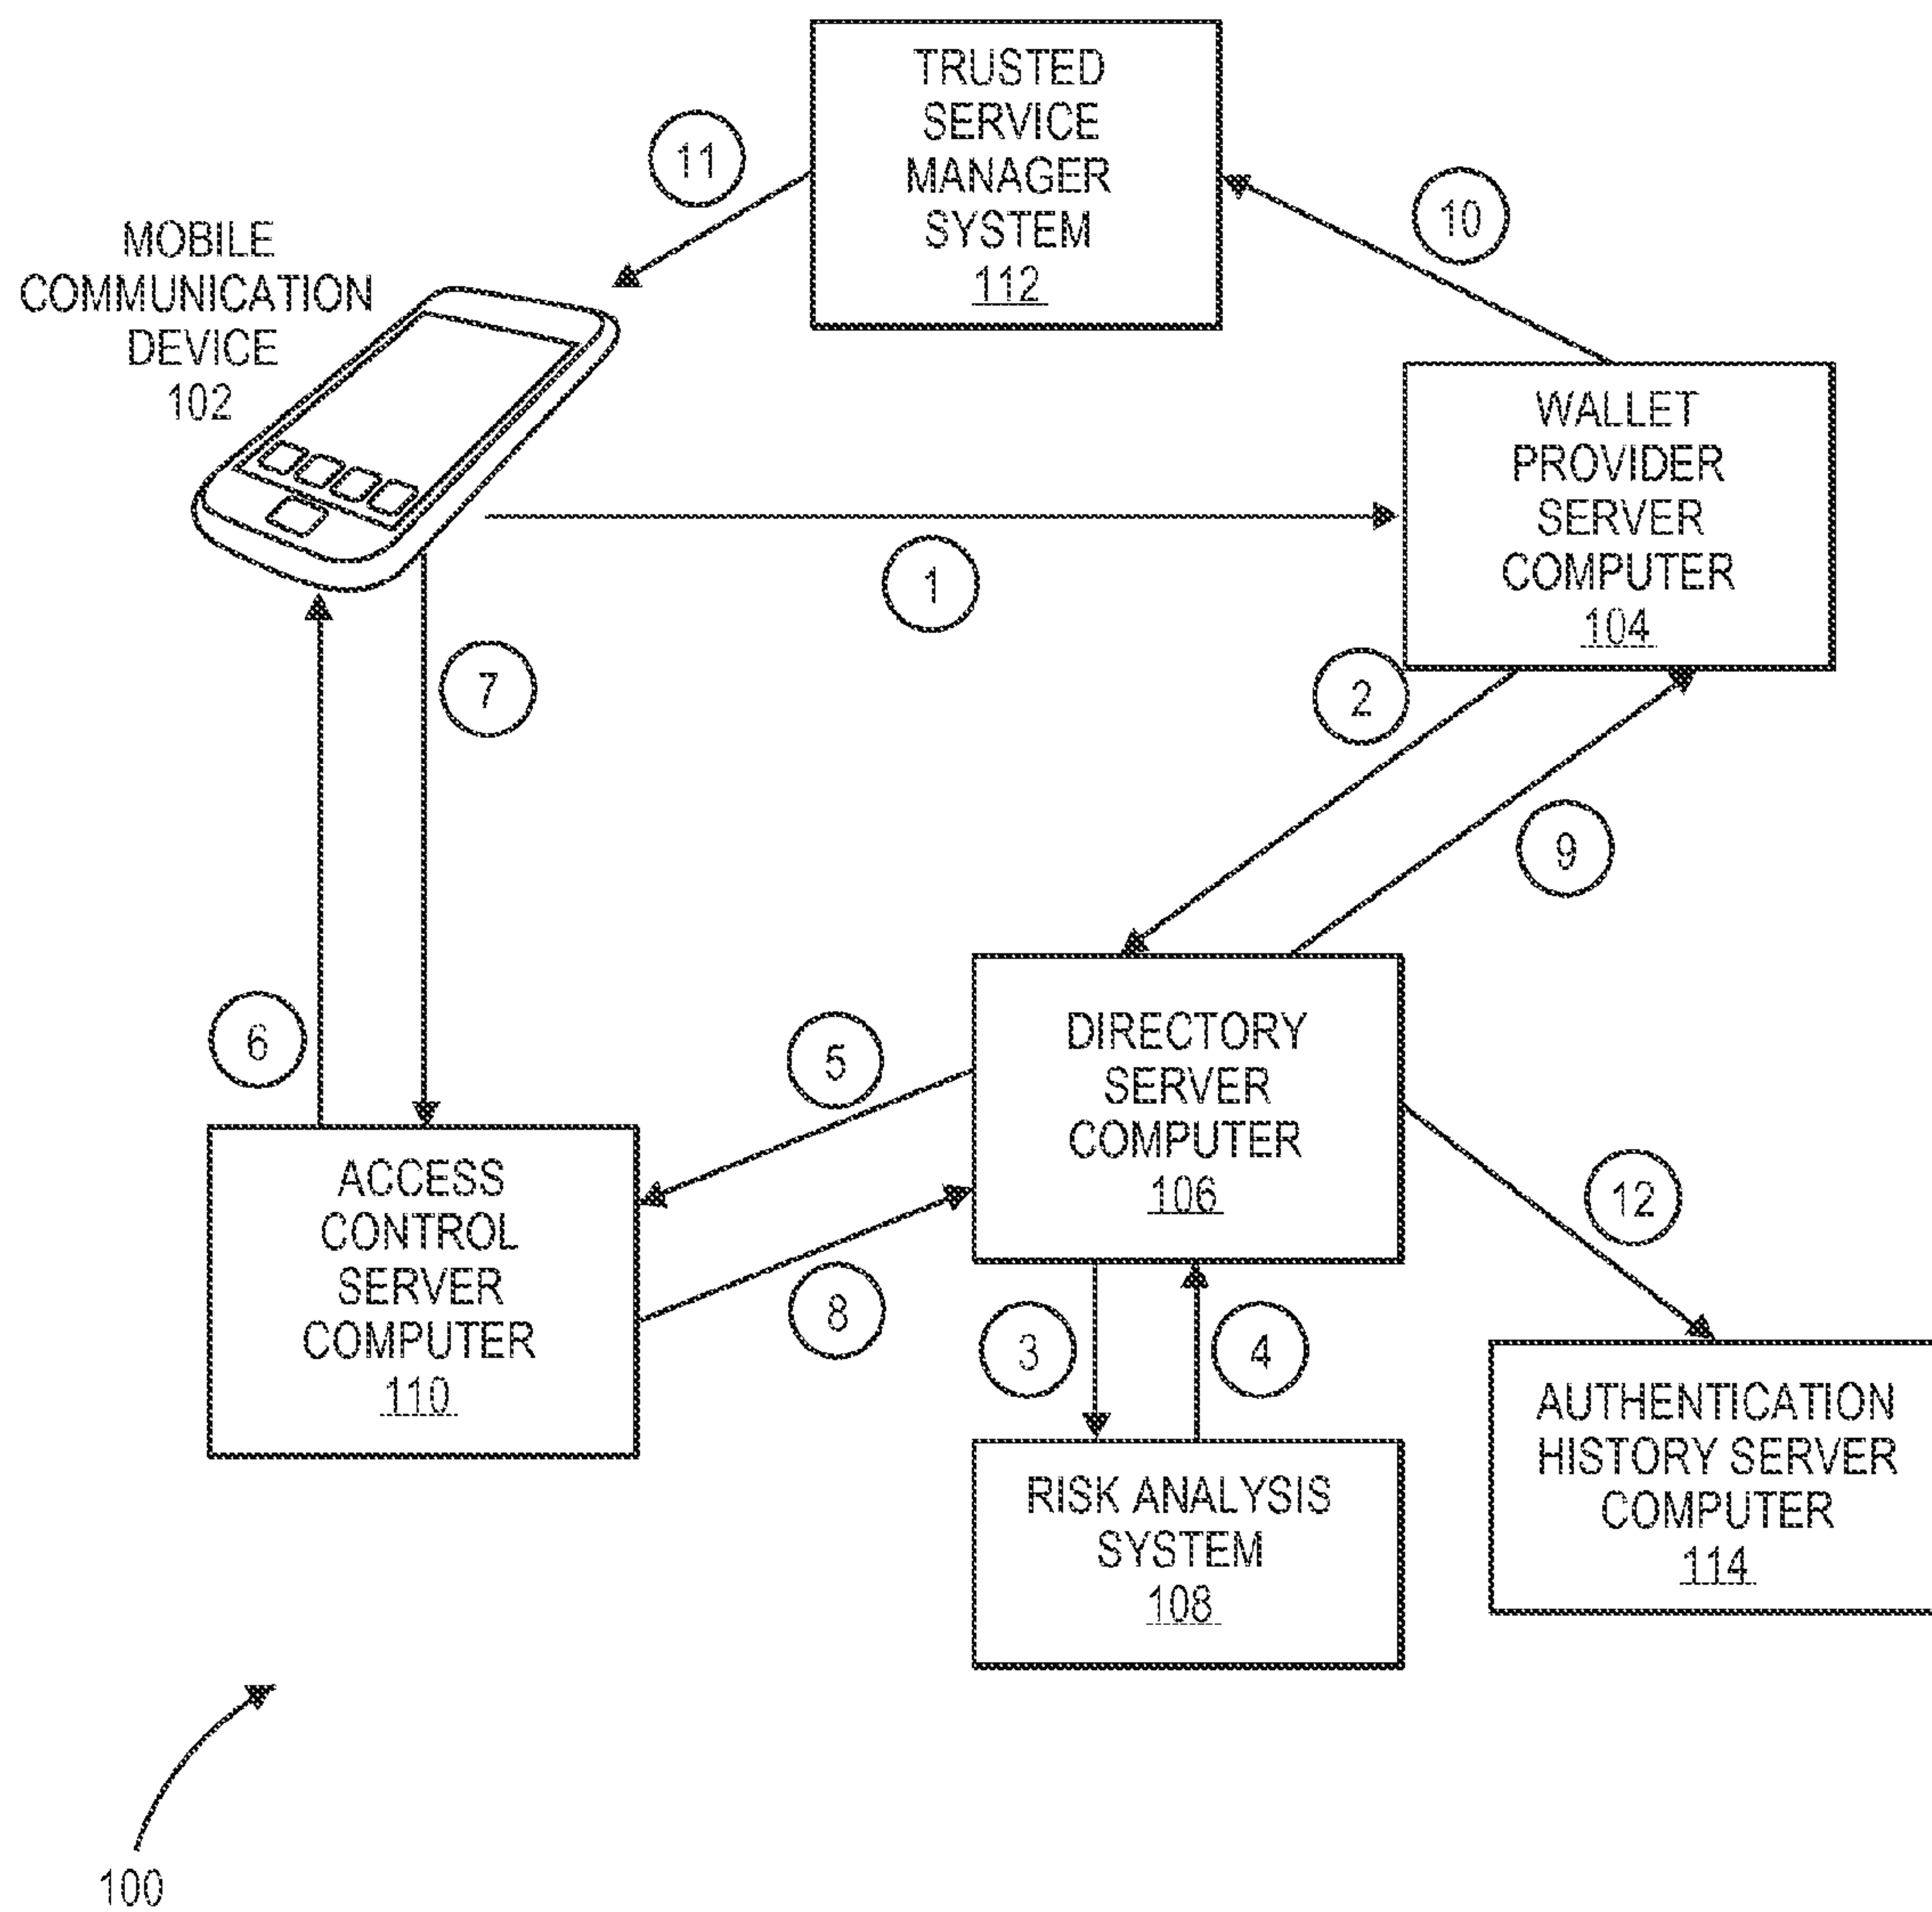 TRUSTED
SERVICE
MANAGER
SYSTEM
112
11
10
MOBILE
COMMUNICATION
DEVICE
102
WALLET
PROVIDER
SERVER
COMPUTER
104
1
2
7
9
6
5
DIRECTORY
SERVER
COMPUTER
106
ACCESS
CONTROL
SERVER
COMPUTER
110
8
12
3
4
RISK ANALYSIS
SYSTEM
108
AUTHENTICATION
HISTORY SERVER
COMPUTER
114
100